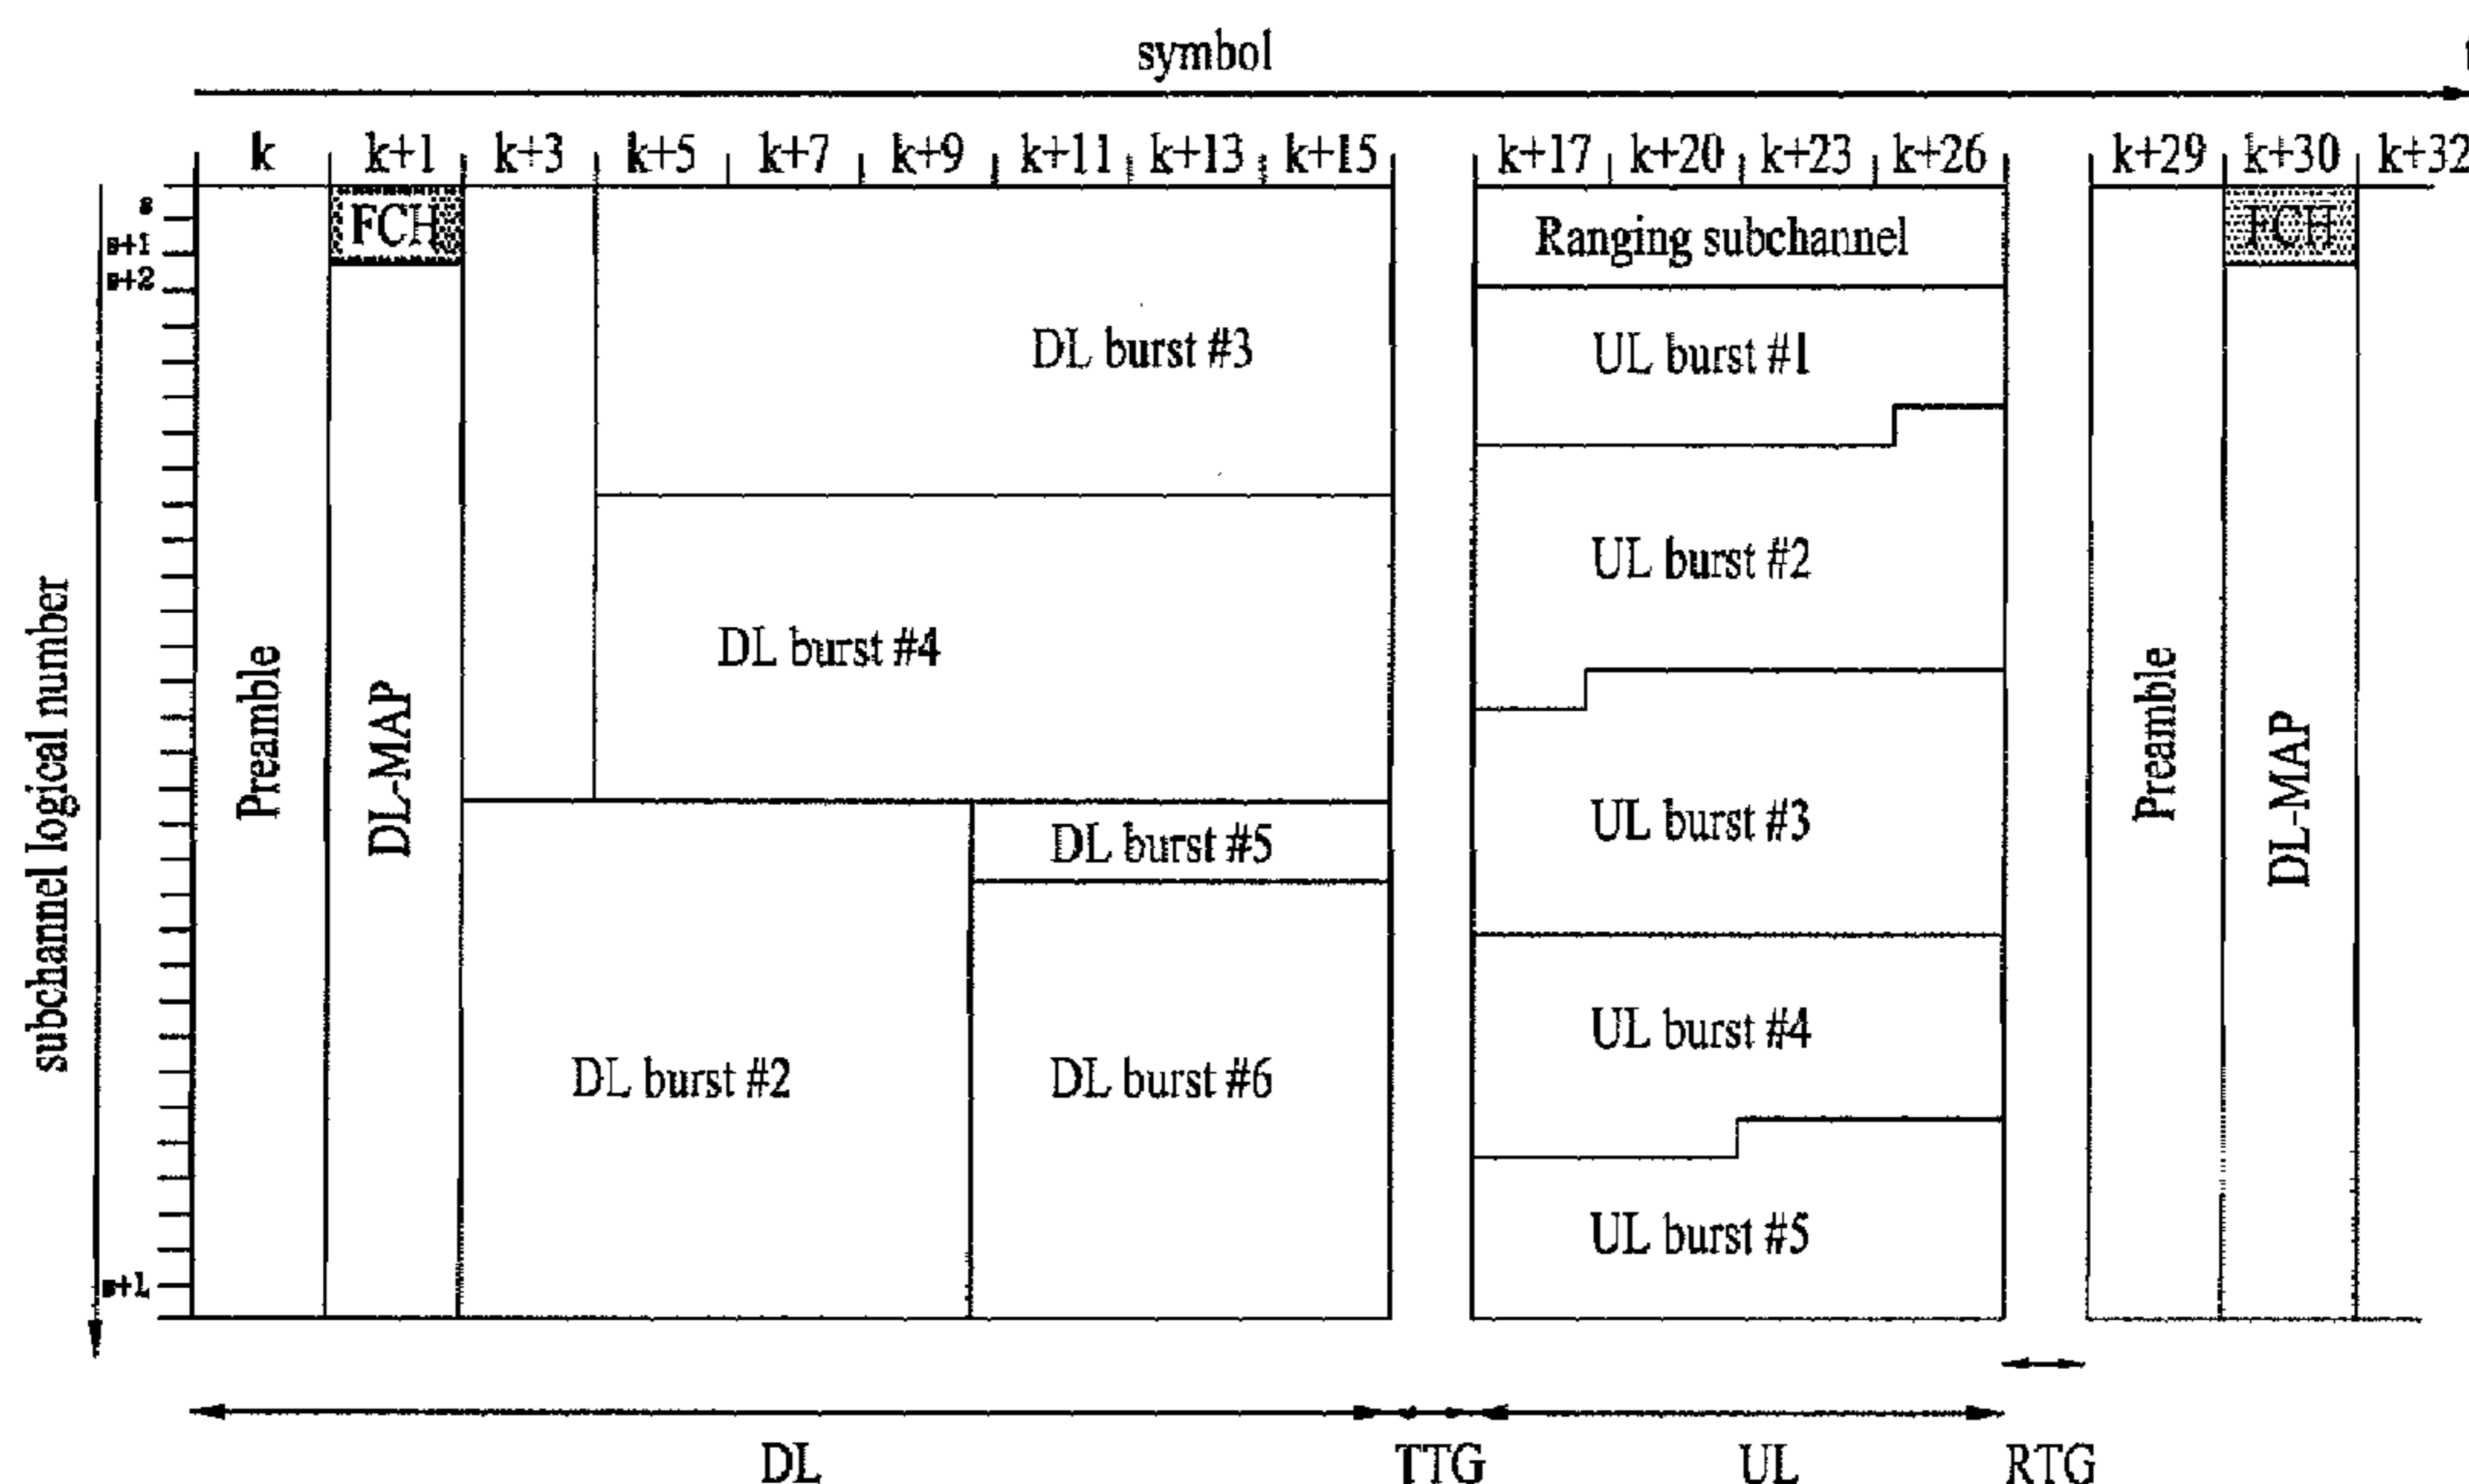 symbol
k k+1 k+3 k+5 k+7 k+9 k+11 k+13 k+15 k+17 k+20 k+23 k+26 k+29 k+30 k+32
s
s+1
s+2
s+L
subchannel logical number
Preamble
FCH
DL-MAP
DL burst #3
DL burst #4
DL burst #5
DL burst #2
DL burst #6
Ranging subchannel
UL burst #1
UL burst #2
UL burst #3
UL burst #4
UL burst #5
Preamble
FCH
DL-MAP
DL TTG UL RTG